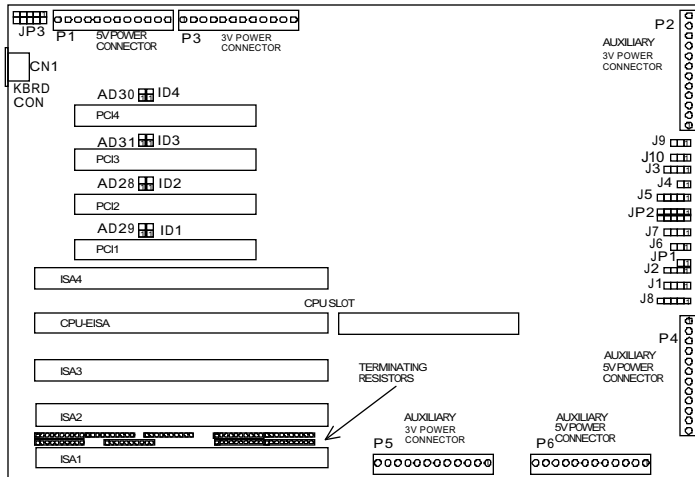 JP3
P1
5V POWER
CONNECTOR
P3
3V POWER
CONNECTOR
P2
AUXILIARY
3V POWER
CONNECTOR
CN1
KBRD
CON
AD30
ID4
PCI4
AD31
ID3
PCI3
AD28
ID2
PCI2
AD29
ID1
PCI1
J9
J10
J3
J4
J5
JP2
J7
J6
JP1
J2
J1
J8
ISA4
CPU SLOT
CPU-EISA
P4
AUXILIARY
5V POWER
CONNECTOR
ISA3
TERMINATING
RESISTORS
ISA2
ISA1
AUXILIARY
P5
3V POWER
CONNECTOR
AUXILIARY
5V POWER
P6
CONNECTOR